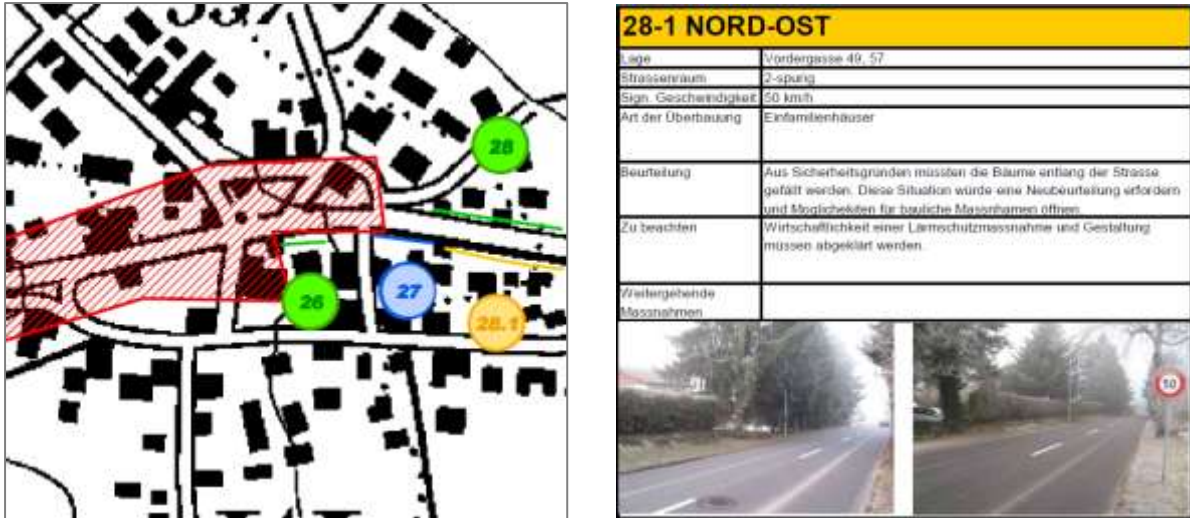 28
26
27
28.1
28-1 NORD-OST
Lage Vordergasse 49, 57
Strassenraum 2-spurig
Sign. Geschwindigkeit 50 km/h
Art der Überbauung Einfamilienhäuser
Beurteilung Aus Sicherheitsgründen müssten die Bäume entlang der Strasse
gefällt werden. Diese Situation würde eine Neubeurteilung erfordern
und Möglichekiten für bauliche Massnhamen öffnen.
Zu beachten Wirtschaftlichkeit einer Lärmschutzmassnahme und Gestaltung
müssen abgeklärt werden.
Weitergehende
Massnahmen
50